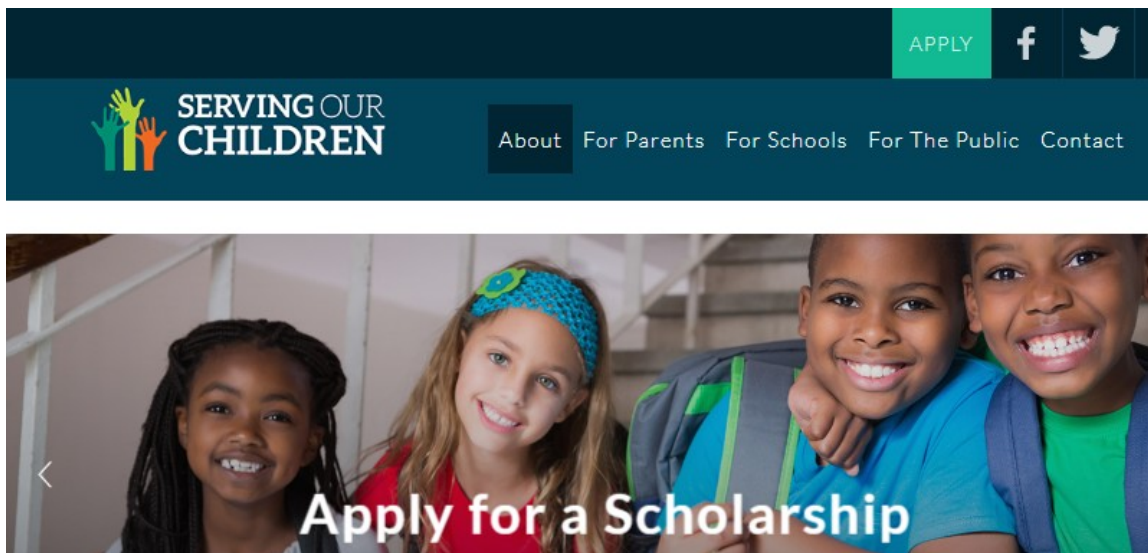 APPLY
SERVING OUR
CHILDREN
About For Parents For Schools For The Public Contact
Apply for a Scholarship